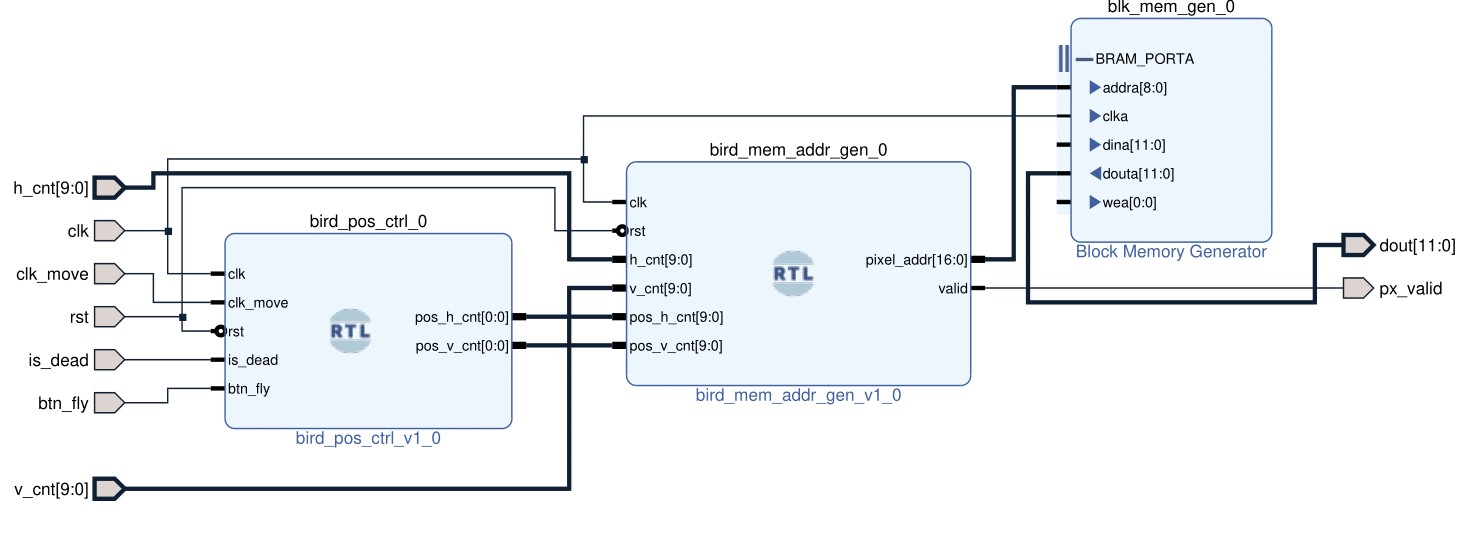 blk_mem_gen_0
BRAM_PORTA
addra[8:0]
clka
dina[11:0]
douta[11:0]
wea[0:0]
Block Memory Generator
bird_mem_addr_gen_0
clk
rst
h_cnt[9:0]
v_cnt[9:0]
pos_h_cnt[9:0]
pos_v_cnt[9:0]
RTL
pixel_addr[16:0]
valid
bird_mem_addr_gen_v1_0
bird_pos_ctrl_0
clk
clk_move
rst
is_dead
btn_fly
RTL
pos_h_cnt[0:0]
pos_v_cnt[0:0]
bird_pos_ctrl_v1_0
h_cnt[9:0]
clk
clk_move
rst
is_dead
btn_fly
v_cnt[9:0]
dout[11:0]
px_valid